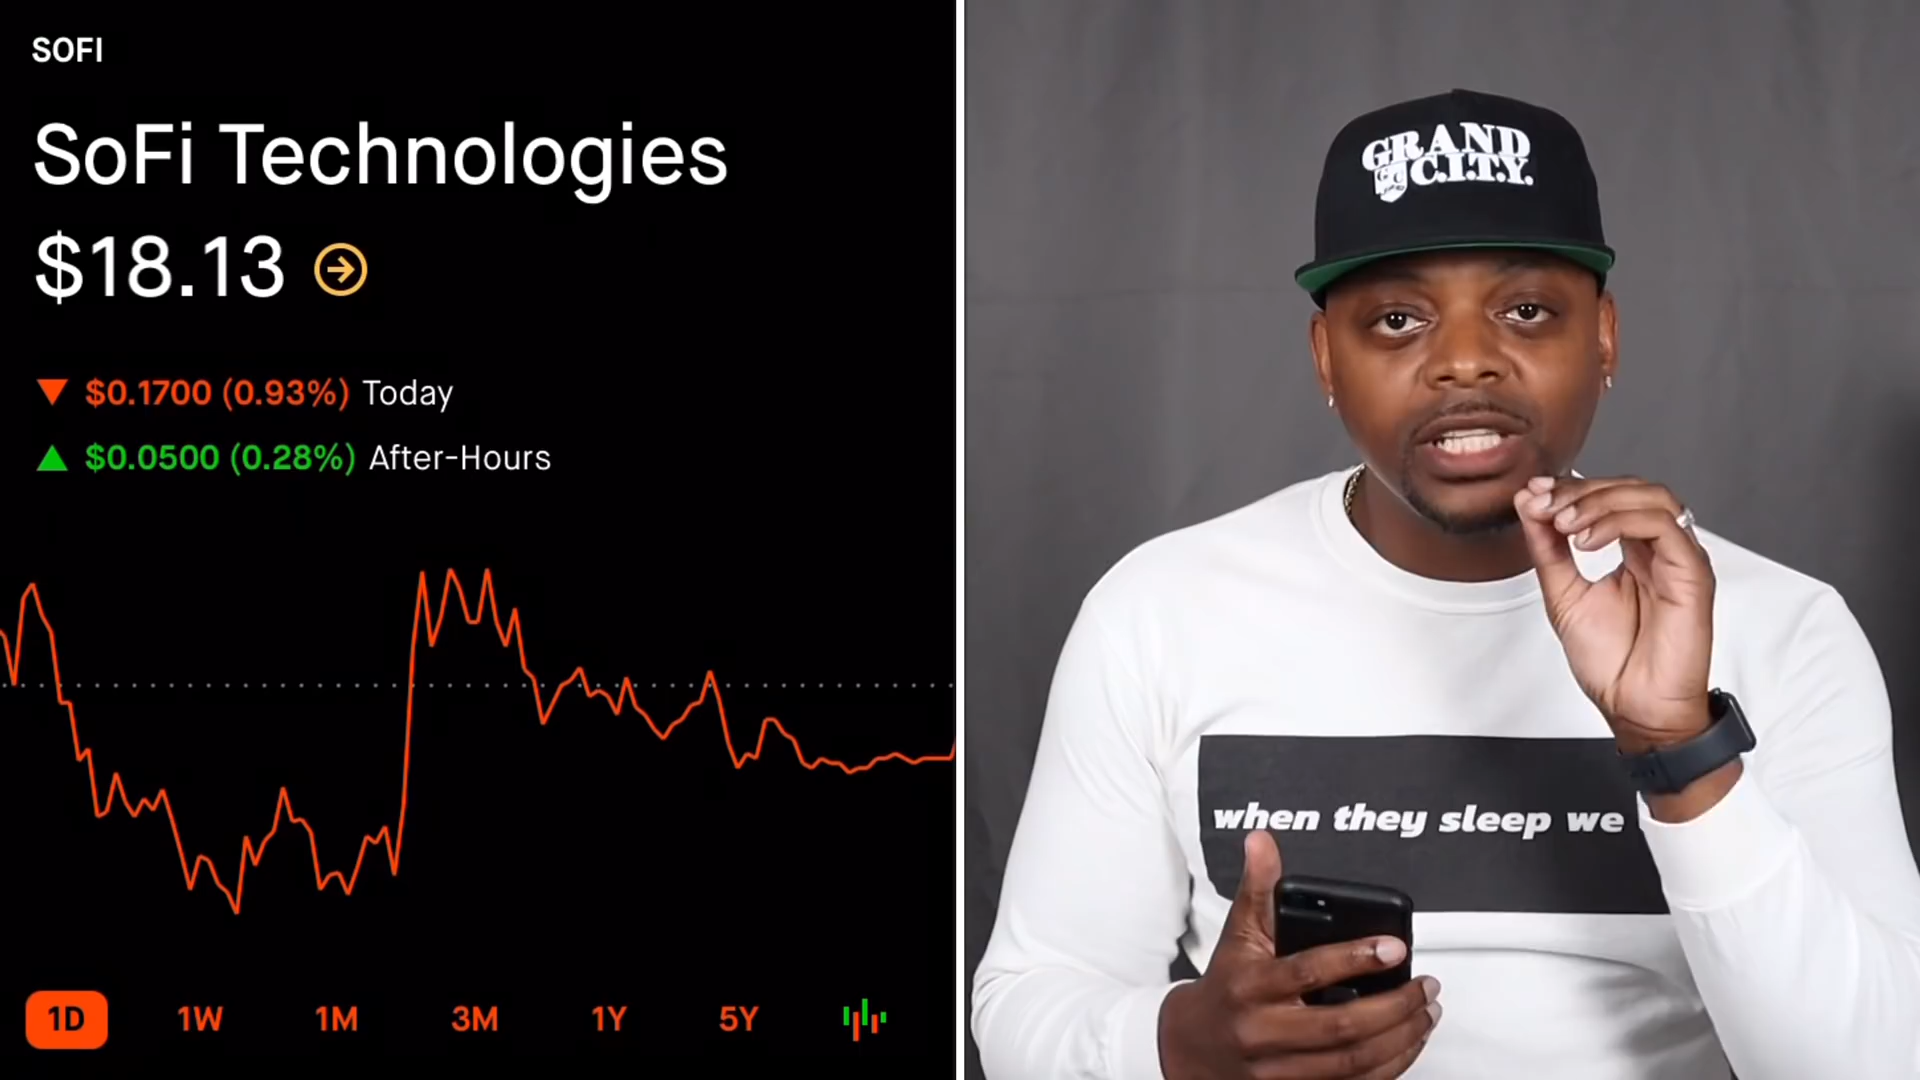 SOFI
SoFi Technologies
$18.13
$0.1700 (0.93%) Today
$0.0500 (0.28%) After-Hours
1D 1W 1M 3M 1Y 5Y
GRAND
C.I.T.Y.
when they sleep we